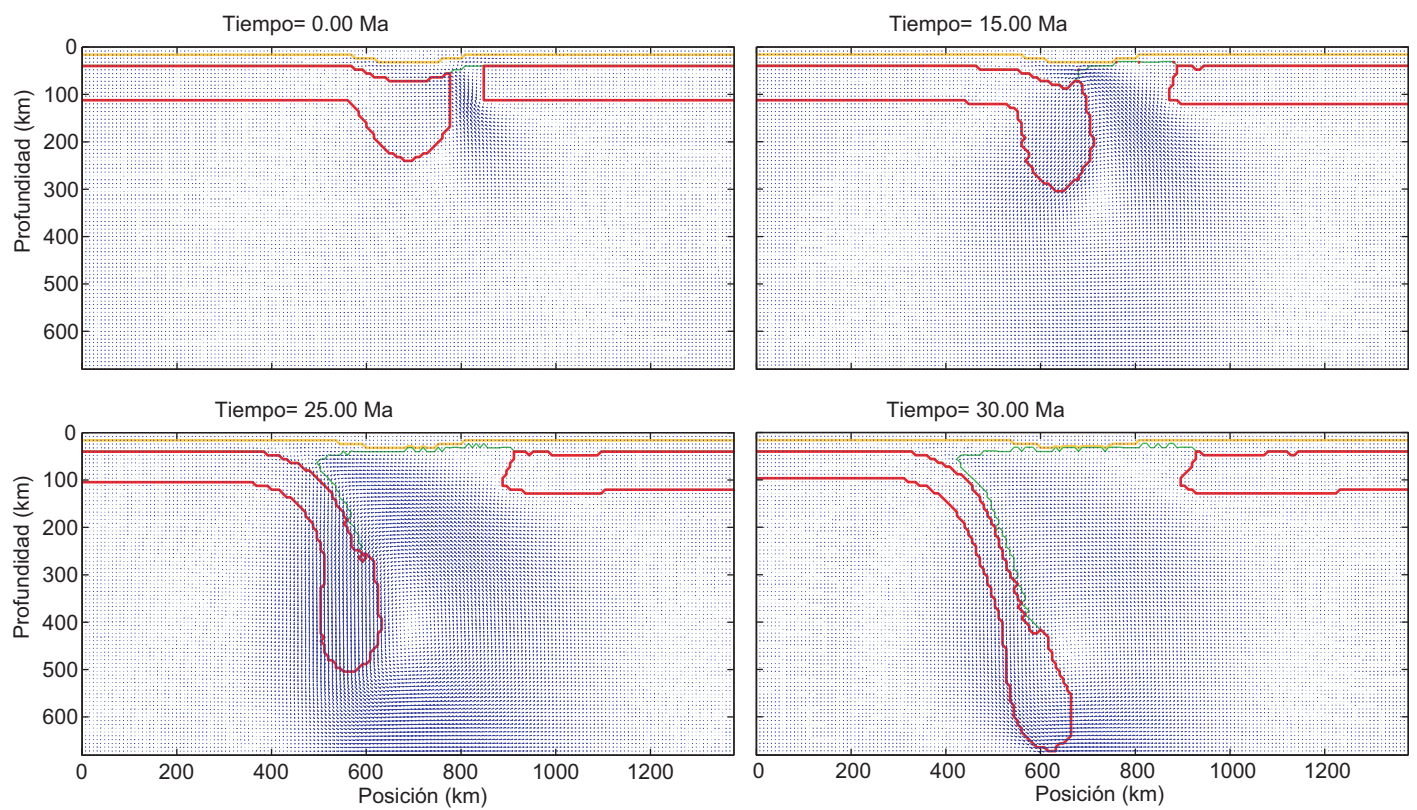 Tiempo= 0.00 Ma
Tiempo= 15.00 Ma
0
100
200
300
400
500
600
Profundidad (km)
Tiempo= 25.00 Ma
Tiempo= 30.00 Ma
0
100
200
300
400
500
600
Profundidad (km)
0 200 400 600 800 1000 1200
Posición (km)
0 200 400 600 800 1000 1200
Posición (km)